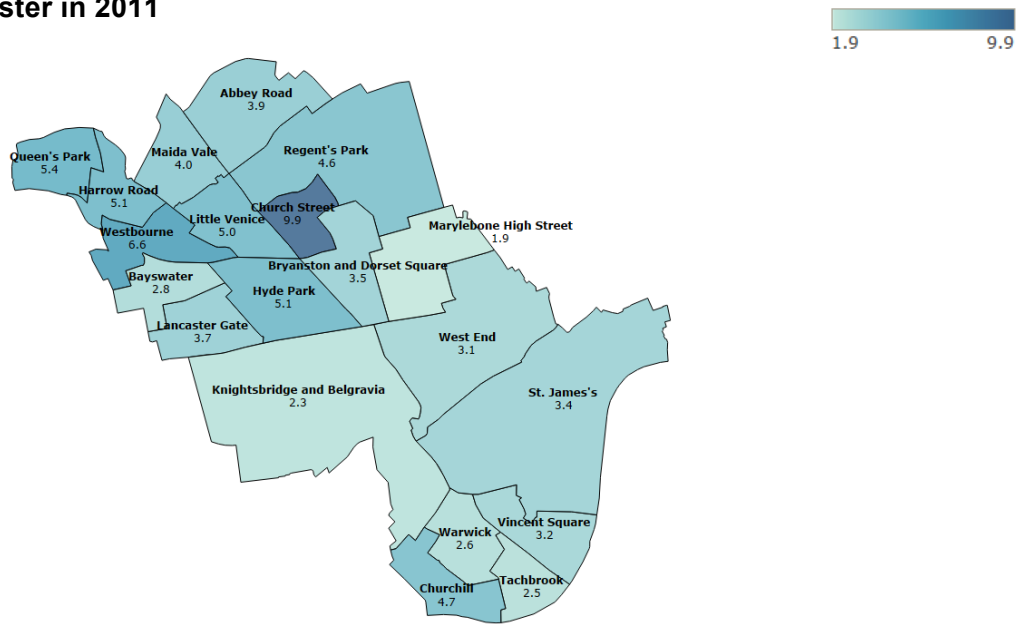 ster in 2011
1.9 9.9
Abbey Road
3.9
Regent's Park
4.6
Maida Vale
4.0
Queen's Park
5.4
Harrow Road
5.1
Church Street
9.9
Little Venice
5.0
Marylebone High Street
1.9
Westbourne
6.6
Bryanston and Dorset Square
3.5
Bayswater
2.8
Hyde Park
5.1
Lancaster Gate
3.7
West End
3.1
Knightsbridge and Belgravia
2.3
St. James's
3.4
Vincent Square
3.2
Warwick
2.6
Tachbrook
2.5
Churchill
4.7